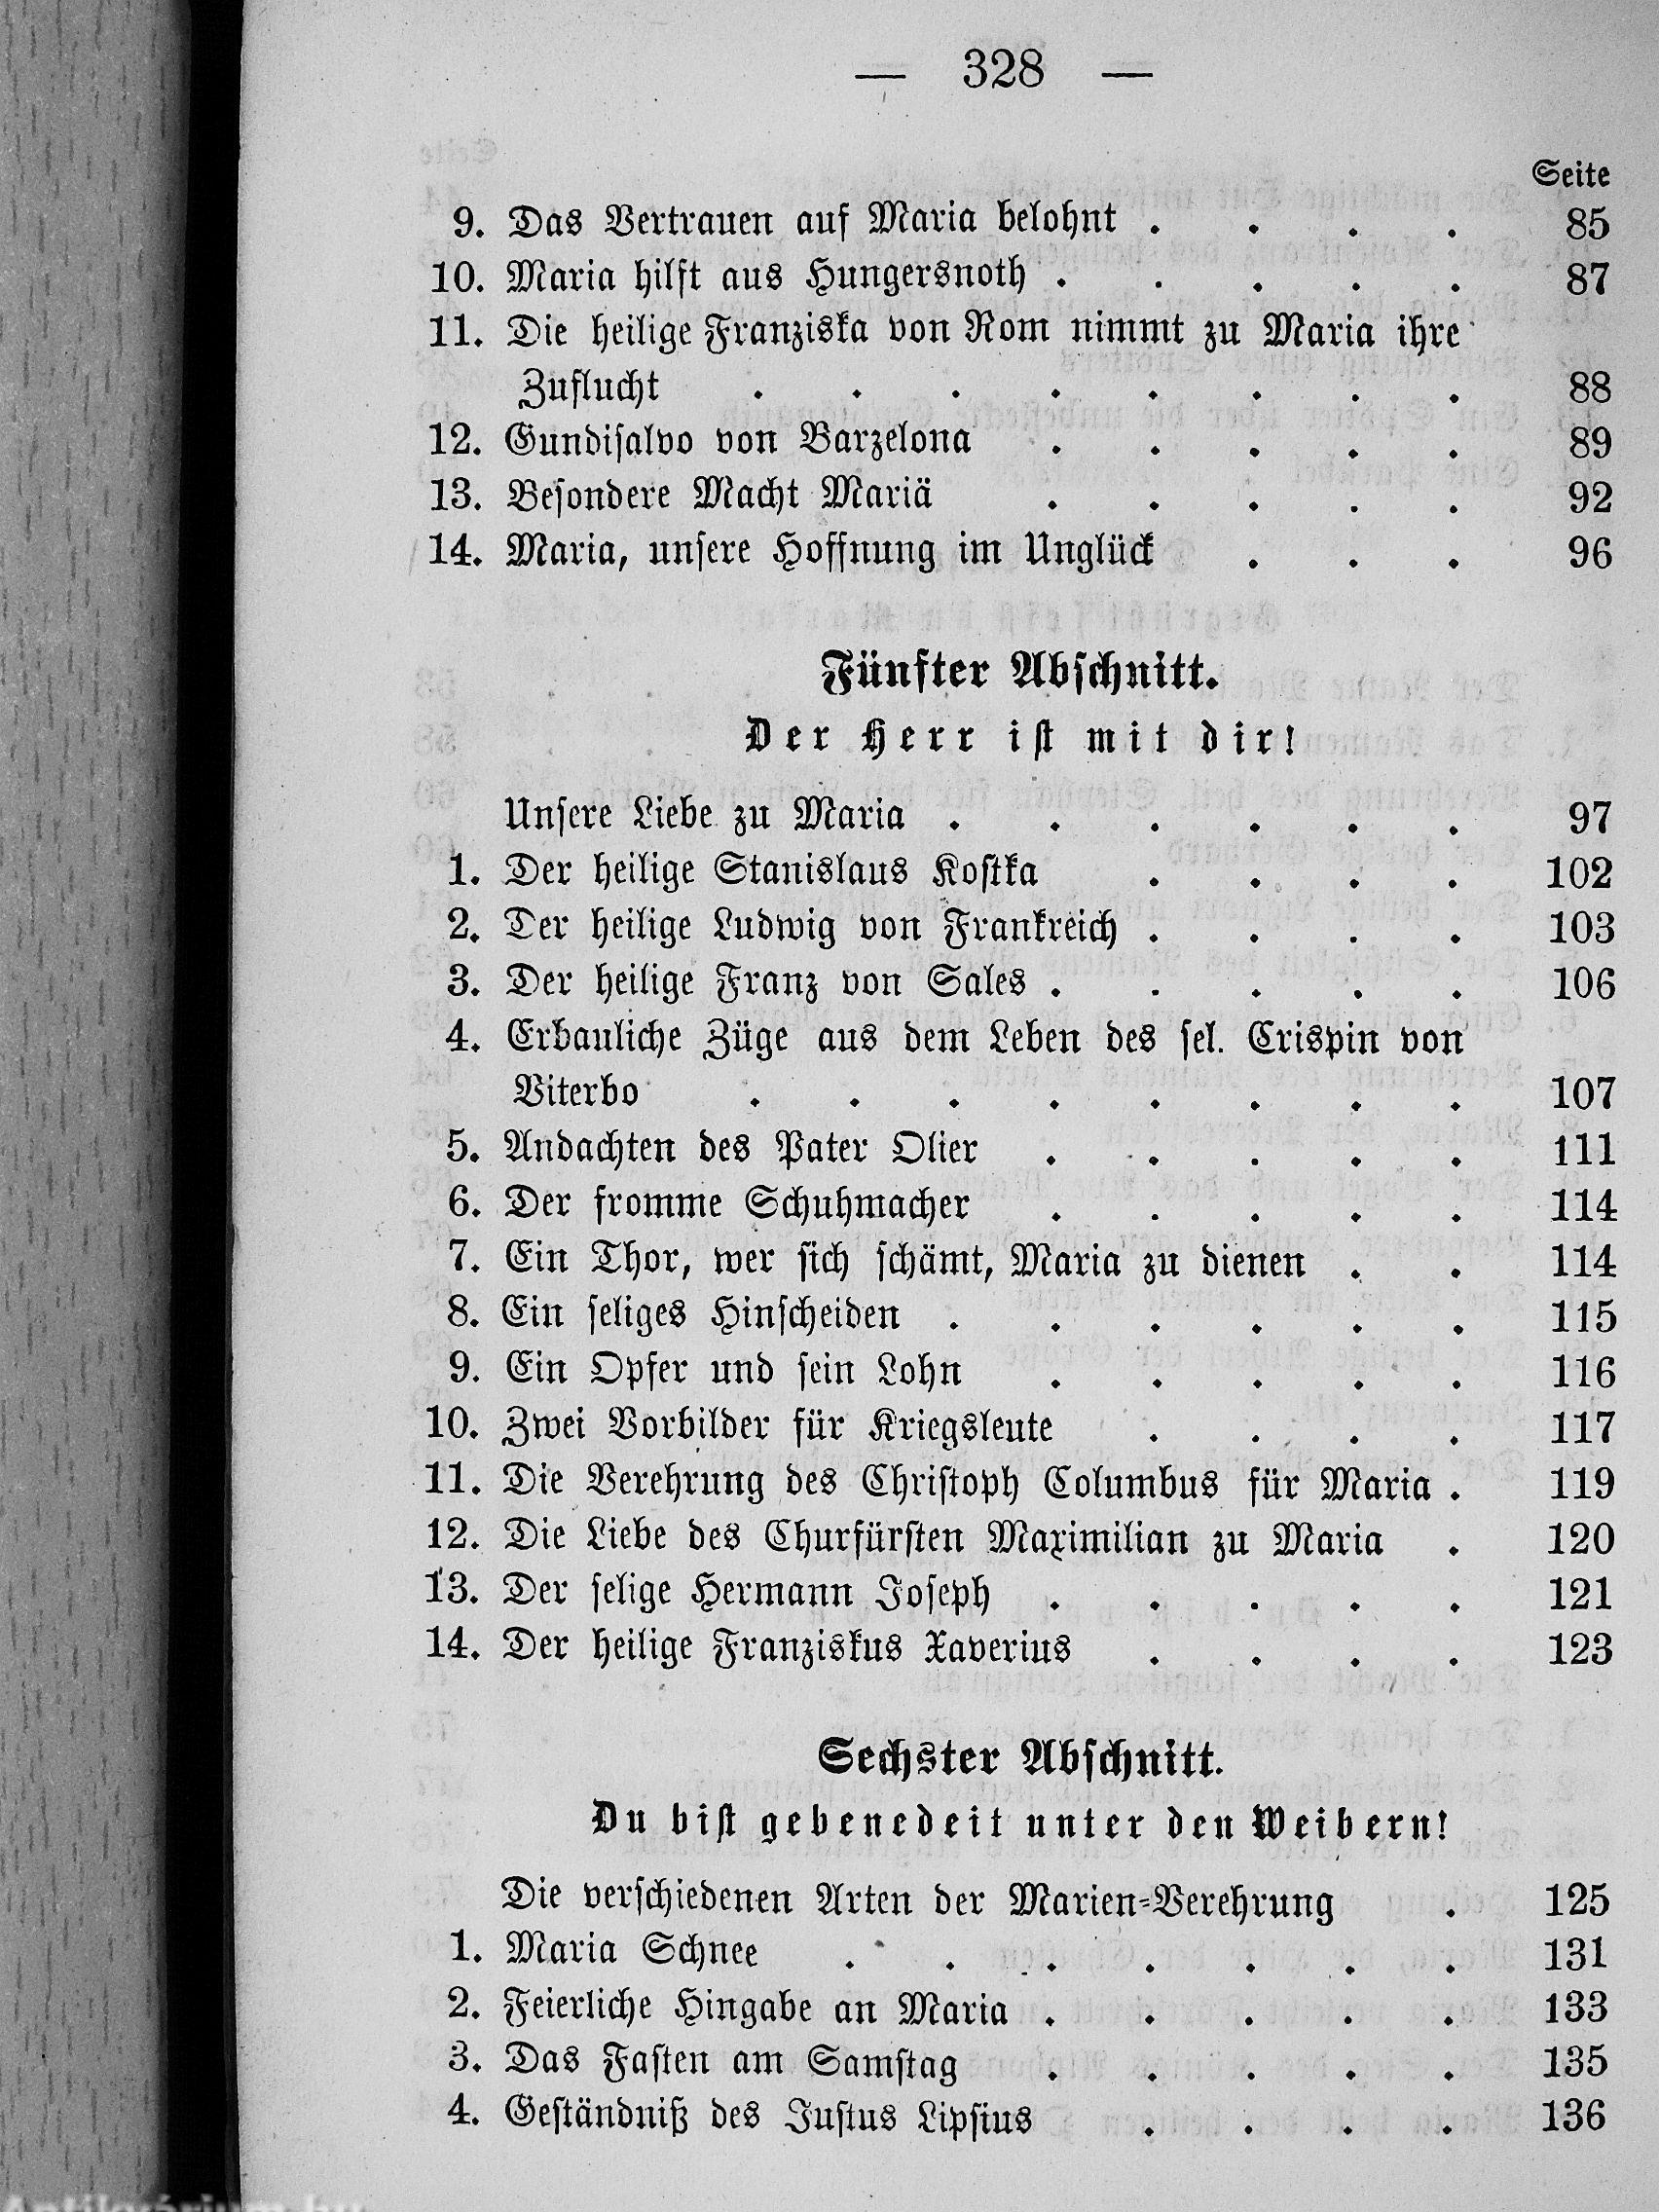 — 328 —
Seite
9. Das Vertrauen auf Maria belohnt . . . . 85
10. Maria hilft aus Hungersnoth . . . . . 87
11. Die heilige Franziska von Rom nimmt zu Maria ihre
Zuflucht . . . . . . . . 88
12. Gundisalvo von Barzelona . . . . . 89
13. Besondere Macht Mariä . . . . . 92
14. Maria, unsere Hoffnung im Unglück . . . 96
Fünfter Abschnitt.
Der Herr ist mit dir!
Unsere Liebe zu Maria . . . . . . 97
1. Der heilige Stanislaus Kostka . . . . 102
2. Der heilige Ludwig von Frankreich . . . . 103
3. Der heilige Franz von Sales . . . . . 106
4. Erbauliche Züge aus dem Leben des sel. Crispin von
Viterbo . . . . . . . . 107
5. Andachten des Pater Olier . . . . . 111
6. Der fromme Schuhmacher . . . . . 114
7. Ein Thor, wer sich schämt, Maria zu dienen . . 114
8. Ein seliges Hinscheiden . . . . . . 115
9. Ein Opfer und sein Lohn . . . . . 116
10. Zwei Vorbilder für Kriegsleute . . . . 117
11. Die Verehrung des Christoph Columbus für Maria . 119
12. Die Liebe des Churfürsten Maximilian zu Maria . 120
13. Der selige Hermann Joseph . . . . . 121
14. Der heilige Franziskus Xaverius . . . . 123
Sechster Abschnitt.
Du bist gebenedeit unter den Weibern!
Die verschiedenen Arten der Marien-Verehrung . 125
1. Maria Schnee . . . . . . . 131
2. Feierliche Hingabe an Maria . . . . . 133
3. Das Fasten am Samstag . . . . . 135
4. Geständniß des Justus Lipsius . . . . 136